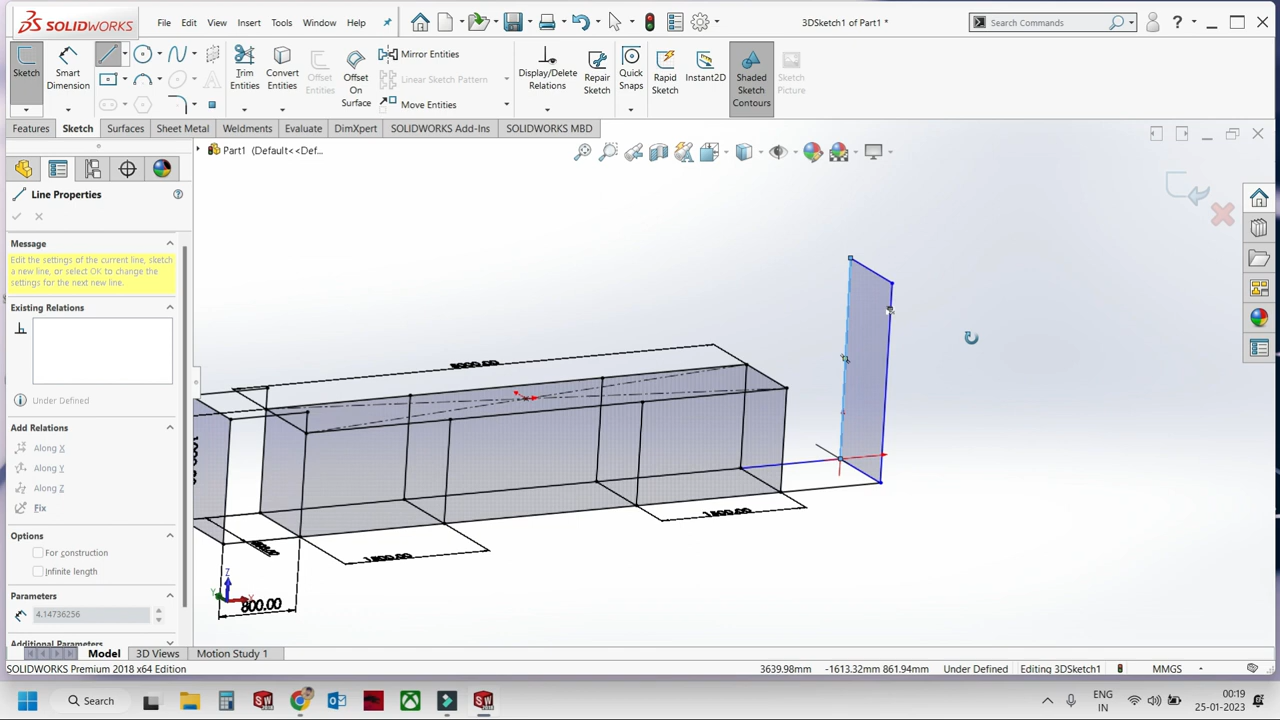 SOLIDWORKS File Edit View Insert Tools Window Help 3DSketch1 of Part1 * Search Commands ?
Sketch Smart Dimension Trim Entities Convert Entities Offset Entities Offset On Surface Mirror Entities Linear Sketch Pattern Move Entities Display/Delete Relations Repair Sketch Quick Snaps Rapid Sketch Instant2D Shaded Sketch Contours Sketch Picture
Features Sketch Surfaces Sheet Metal Weldments Evaluate DimXpert SOLIDWORKS Add-Ins SOLIDWORKS MBD
Part1 (Default<<Def...
Line Properties
Message
Edit the settings of the current line, sketch
a new line, or select OK to change the
settings for the next new line.
Existing Relations
Under Defined
Add Relations
Along X
Along Y
Along Z
Fix
Options
For construction
Infinite length
Parameters
4.14736256
Additional Parameters
1800.00
1800.00
800.00
Z
Model 3D Views Motion Study 1
SOLIDWORKS Premium 2018 x64 Edition 3639.98mm -1613.32mm 861.94mm Under Defined Editing 3DSketch1 MMGS
Search ENG IN 00:19 25-01-2023